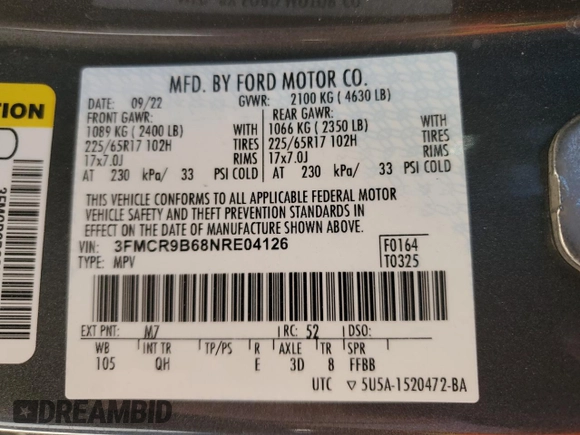 MFD. BY FORD MOTOR CO.
DATE: 09/22 GVWR: 2100 KG ( 4630 LB)
FRONT GAWR: REAR GAWR:
1089 KG ( 2400 LB) WITH 1066 KG ( 2350 LB) WITH
225/65R17 102H TIRES 225/65R17 102H TIRES
17x7.0J RIMS 17x7.0J RIMS
AT 230 kPa/ 33 PSI COLD AT 230 kPa/ 33 PSI COLD
THIS VEHICLE CONFORMS TO ALL APPLICABLE FEDERAL MOTOR
VEHICLE SAFETY AND THEFT PREVENTION STANDARDS IN
EFFECT ON THE DATE OF MANUFACTURE SHOWN ABOVE.
VIN: 3FMCR9B68NRE04126 F0164
TYPE: MPV T0325
EXT PNT: M7 RC: 52 DSO:
WB INT TR TP/PS R AXLE TR SPR
105 QH E 3D 8 FFBB
UTC ▽ 5U5A-1520472-BA
TION
DREAMBID